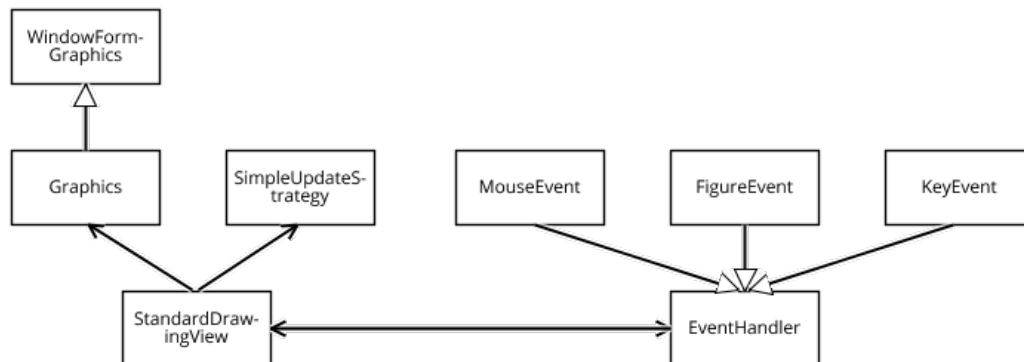 WindowForm-
Graphics
Graphics
SimpleUpdateS-
trategy
MouseEvent
FigureEvent
KeyEvent
StandardDraw-
ingView
EventHandler